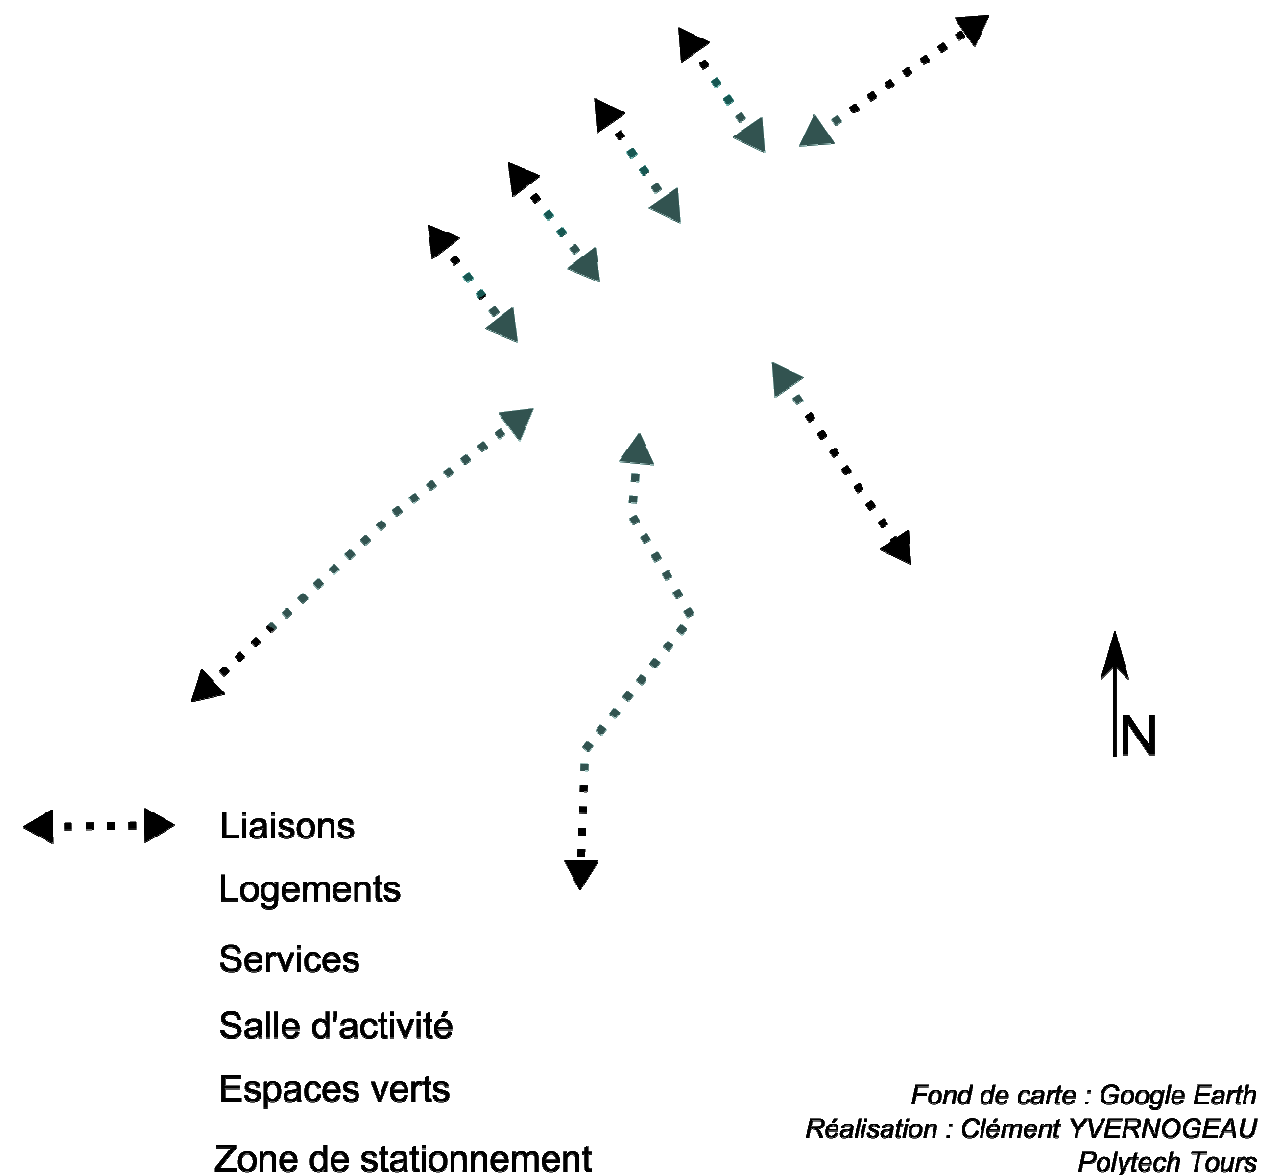 N
Liaisons
Logements
Services
Salle d'activité
Espaces verts
Zone de stationnement
Fond de carte : Google Earth
Réalisation : Clément YVERNOGEAU
Polytech Tours